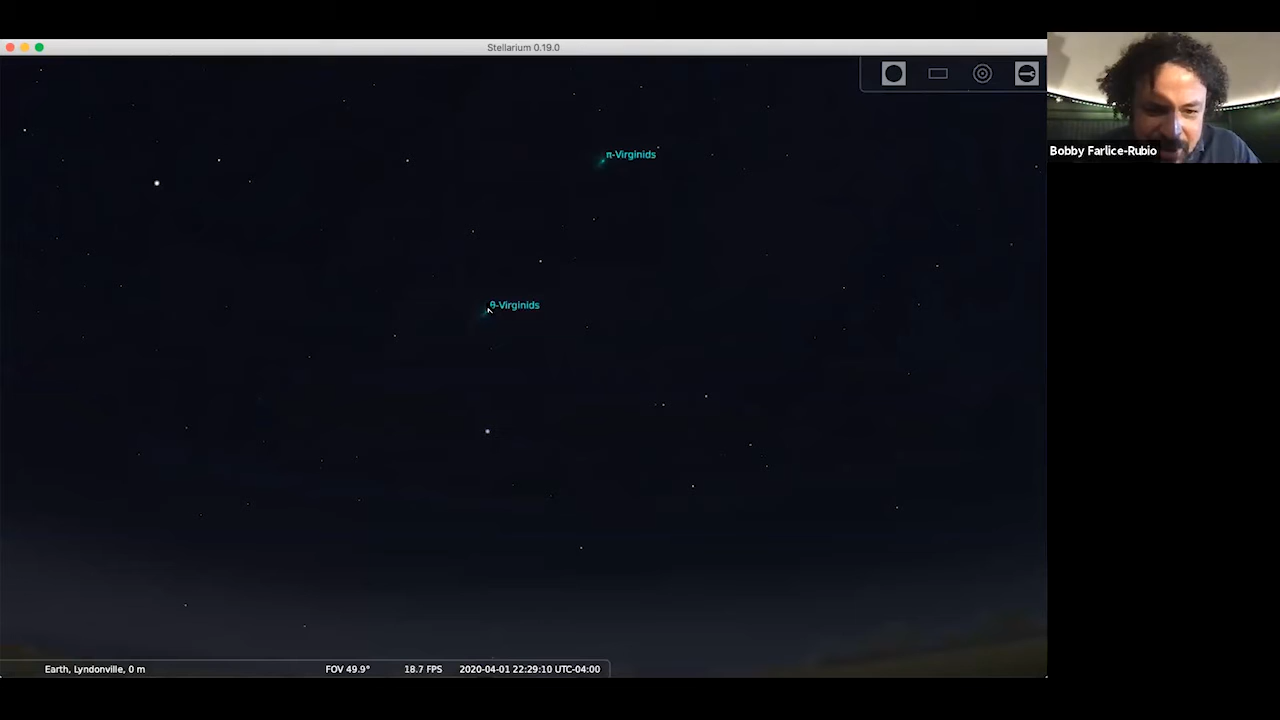 Stellarium 0.19.0
π-Virginids
Bobby Farlice-Rubio
θ-Virginids
Earth, Lyndonville, 0 m FOV 49.9° 18.7 FPS 2020-04-01 22:29:10 UTC-04:00